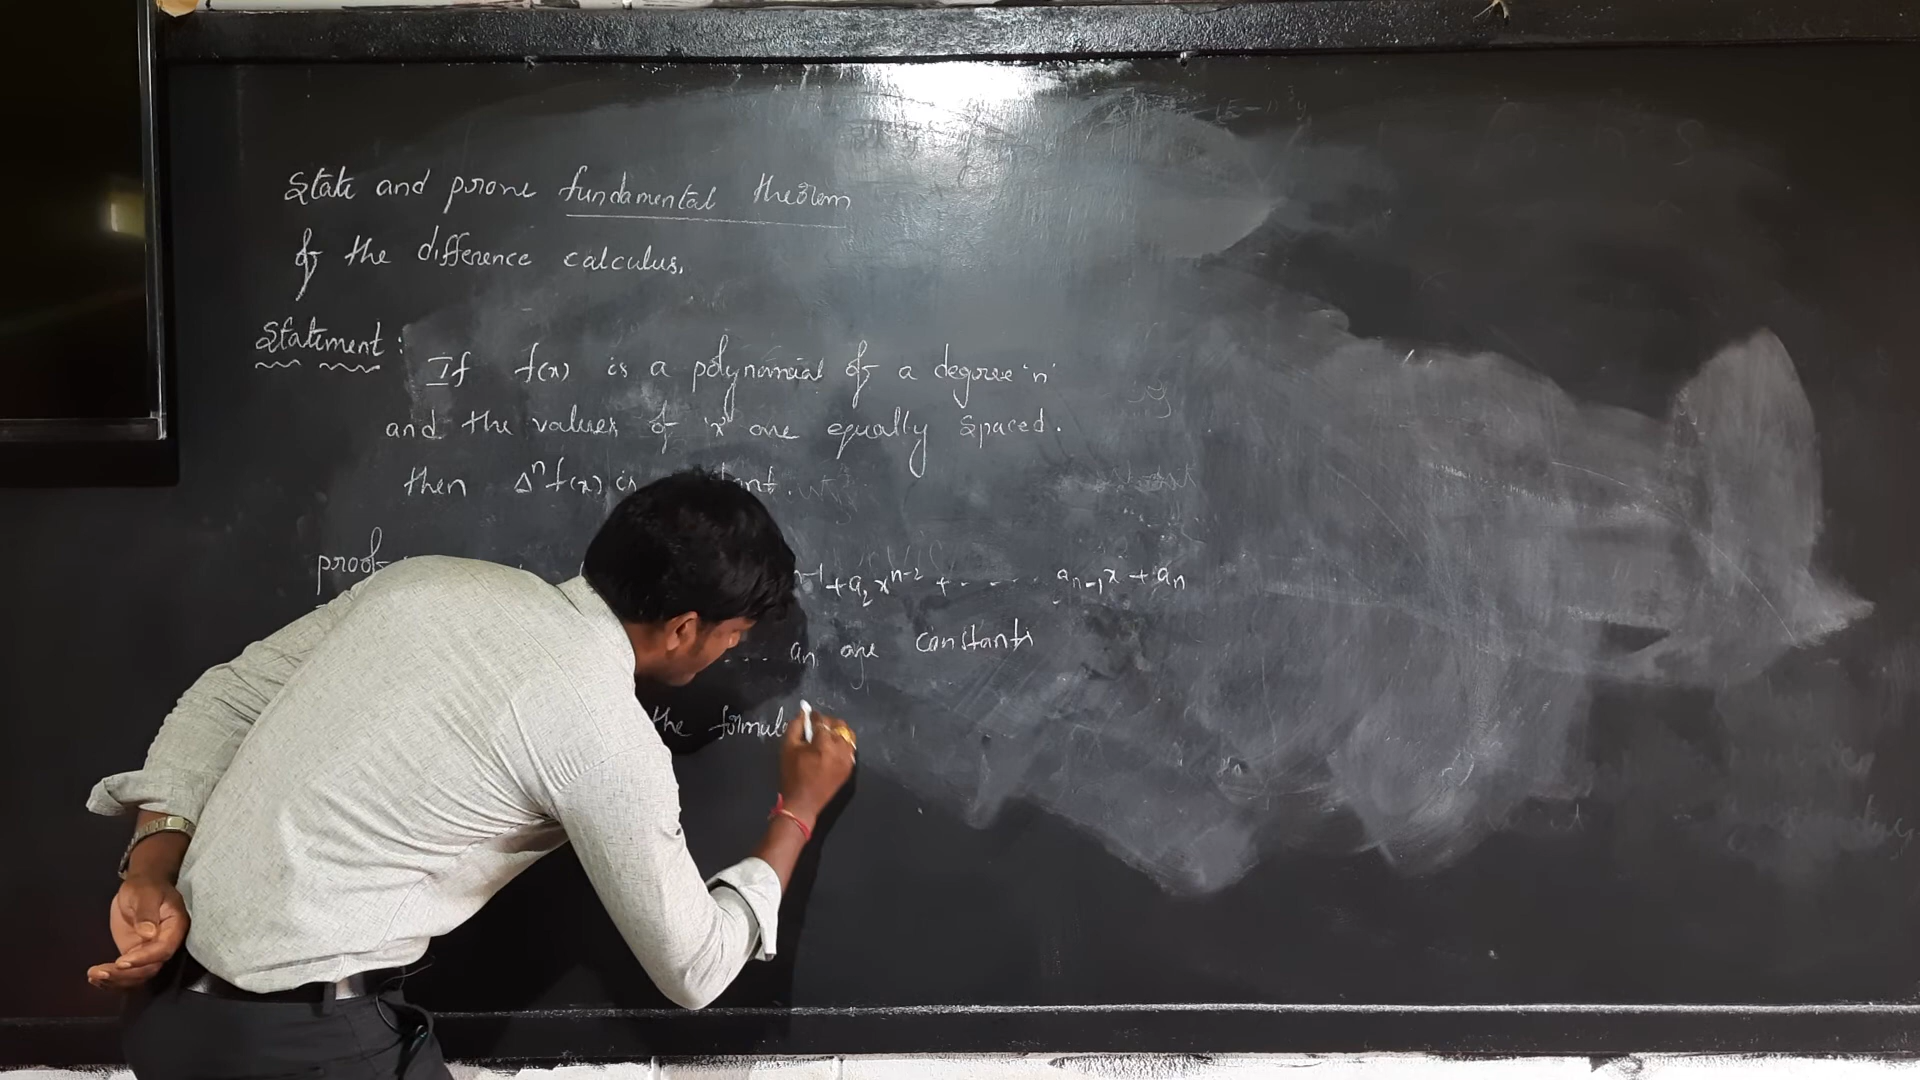 State and prove fundamental theorem
of the difference calculus.
Statement :
If f(x) is a polynomial of a degree 'n'
and the values of 'x' are equally spaced.
then Δⁿf(x) is
proof
+a₂xⁿ⁻² + ..... aₙ₋₁x + aₙ
... aₙ are constants
the formula